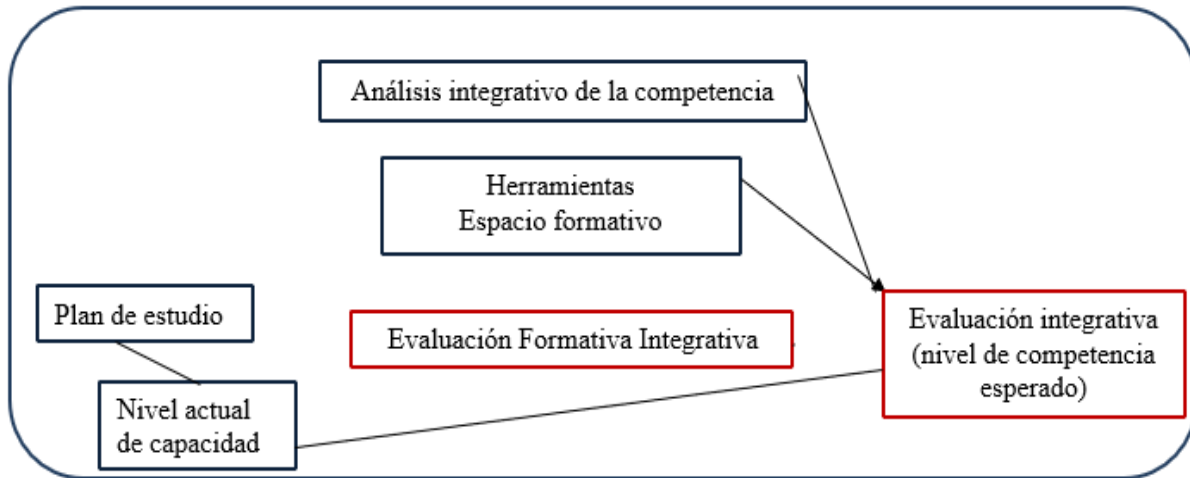 Análisis integrativo de la competencia
Herramientas
Espacio formativo
Plan de estudio
Evaluación Formativa Integrativa
Evaluación integrativa
(nivel de competencia
esperado)
Nivel actual
de capacidad